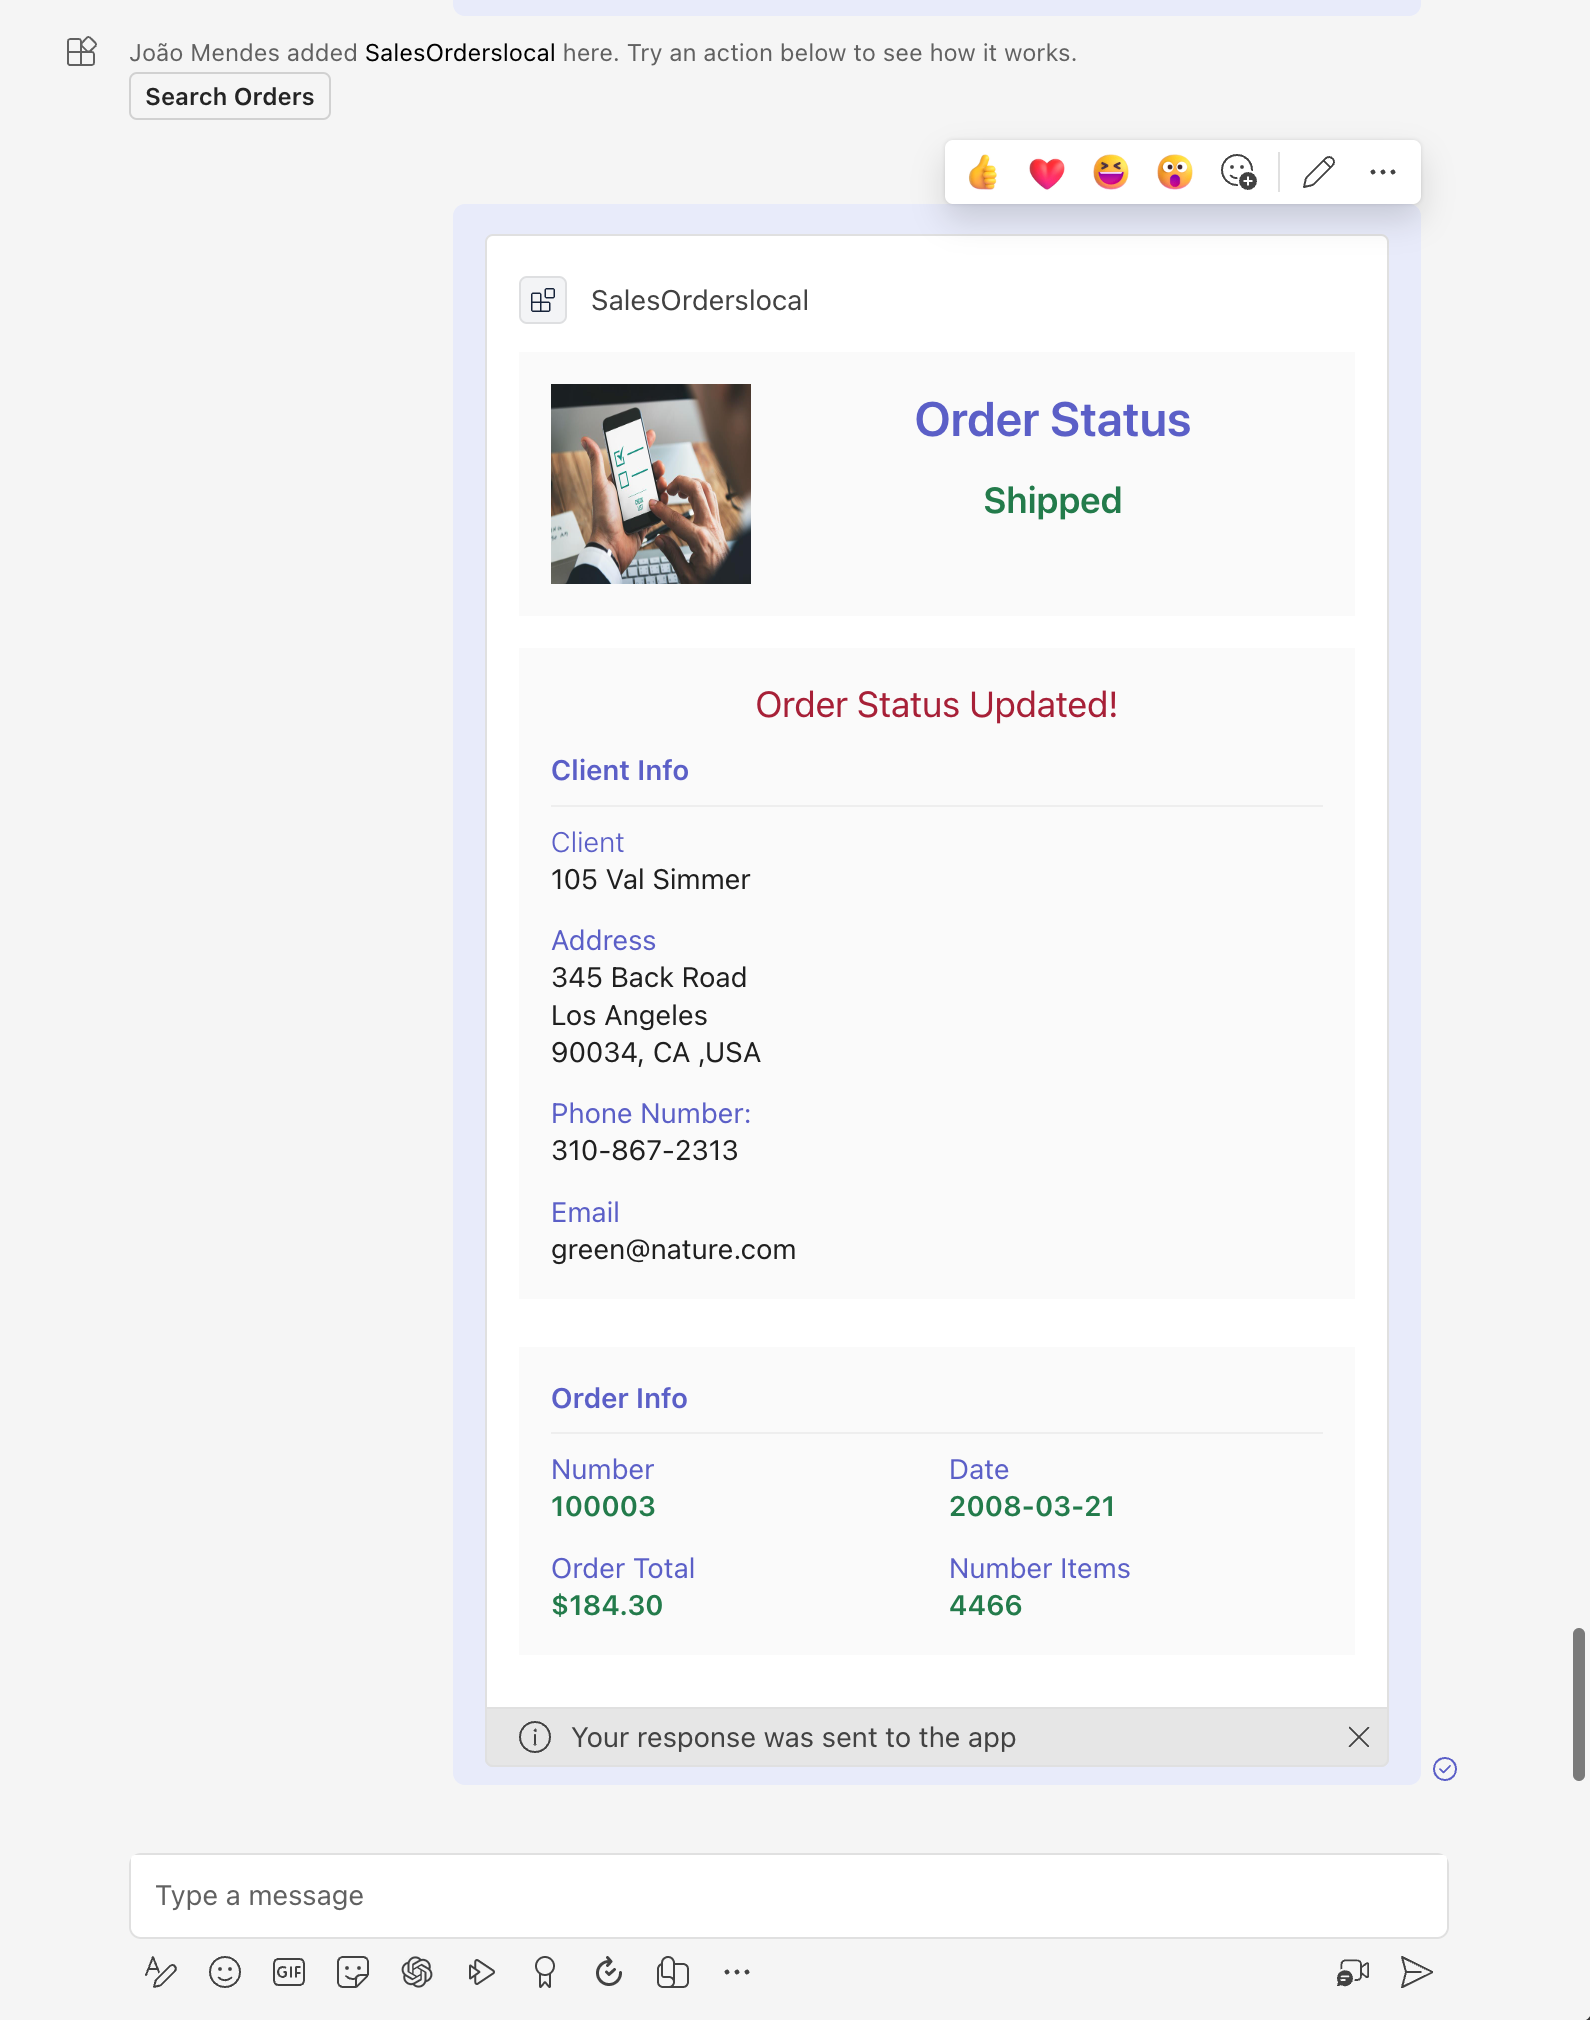 João Mendes added SalesOrderslocal here. Try an action below to see how it works.
Search Orders
SalesOrderslocal
Order Status
Shipped
Order Status Updated!
Client Info
Client
105 Val Simmer
Address
345 Back Road
Los Angeles
90034, CA ,USA
Phone Number:
310-867-2313
Email
green@nature.com
Order Info
Number
Date
100003
2008-03-21
Order Total
Number Items
$184.30
4466
Your response was sent to the app
Type a message
GIF